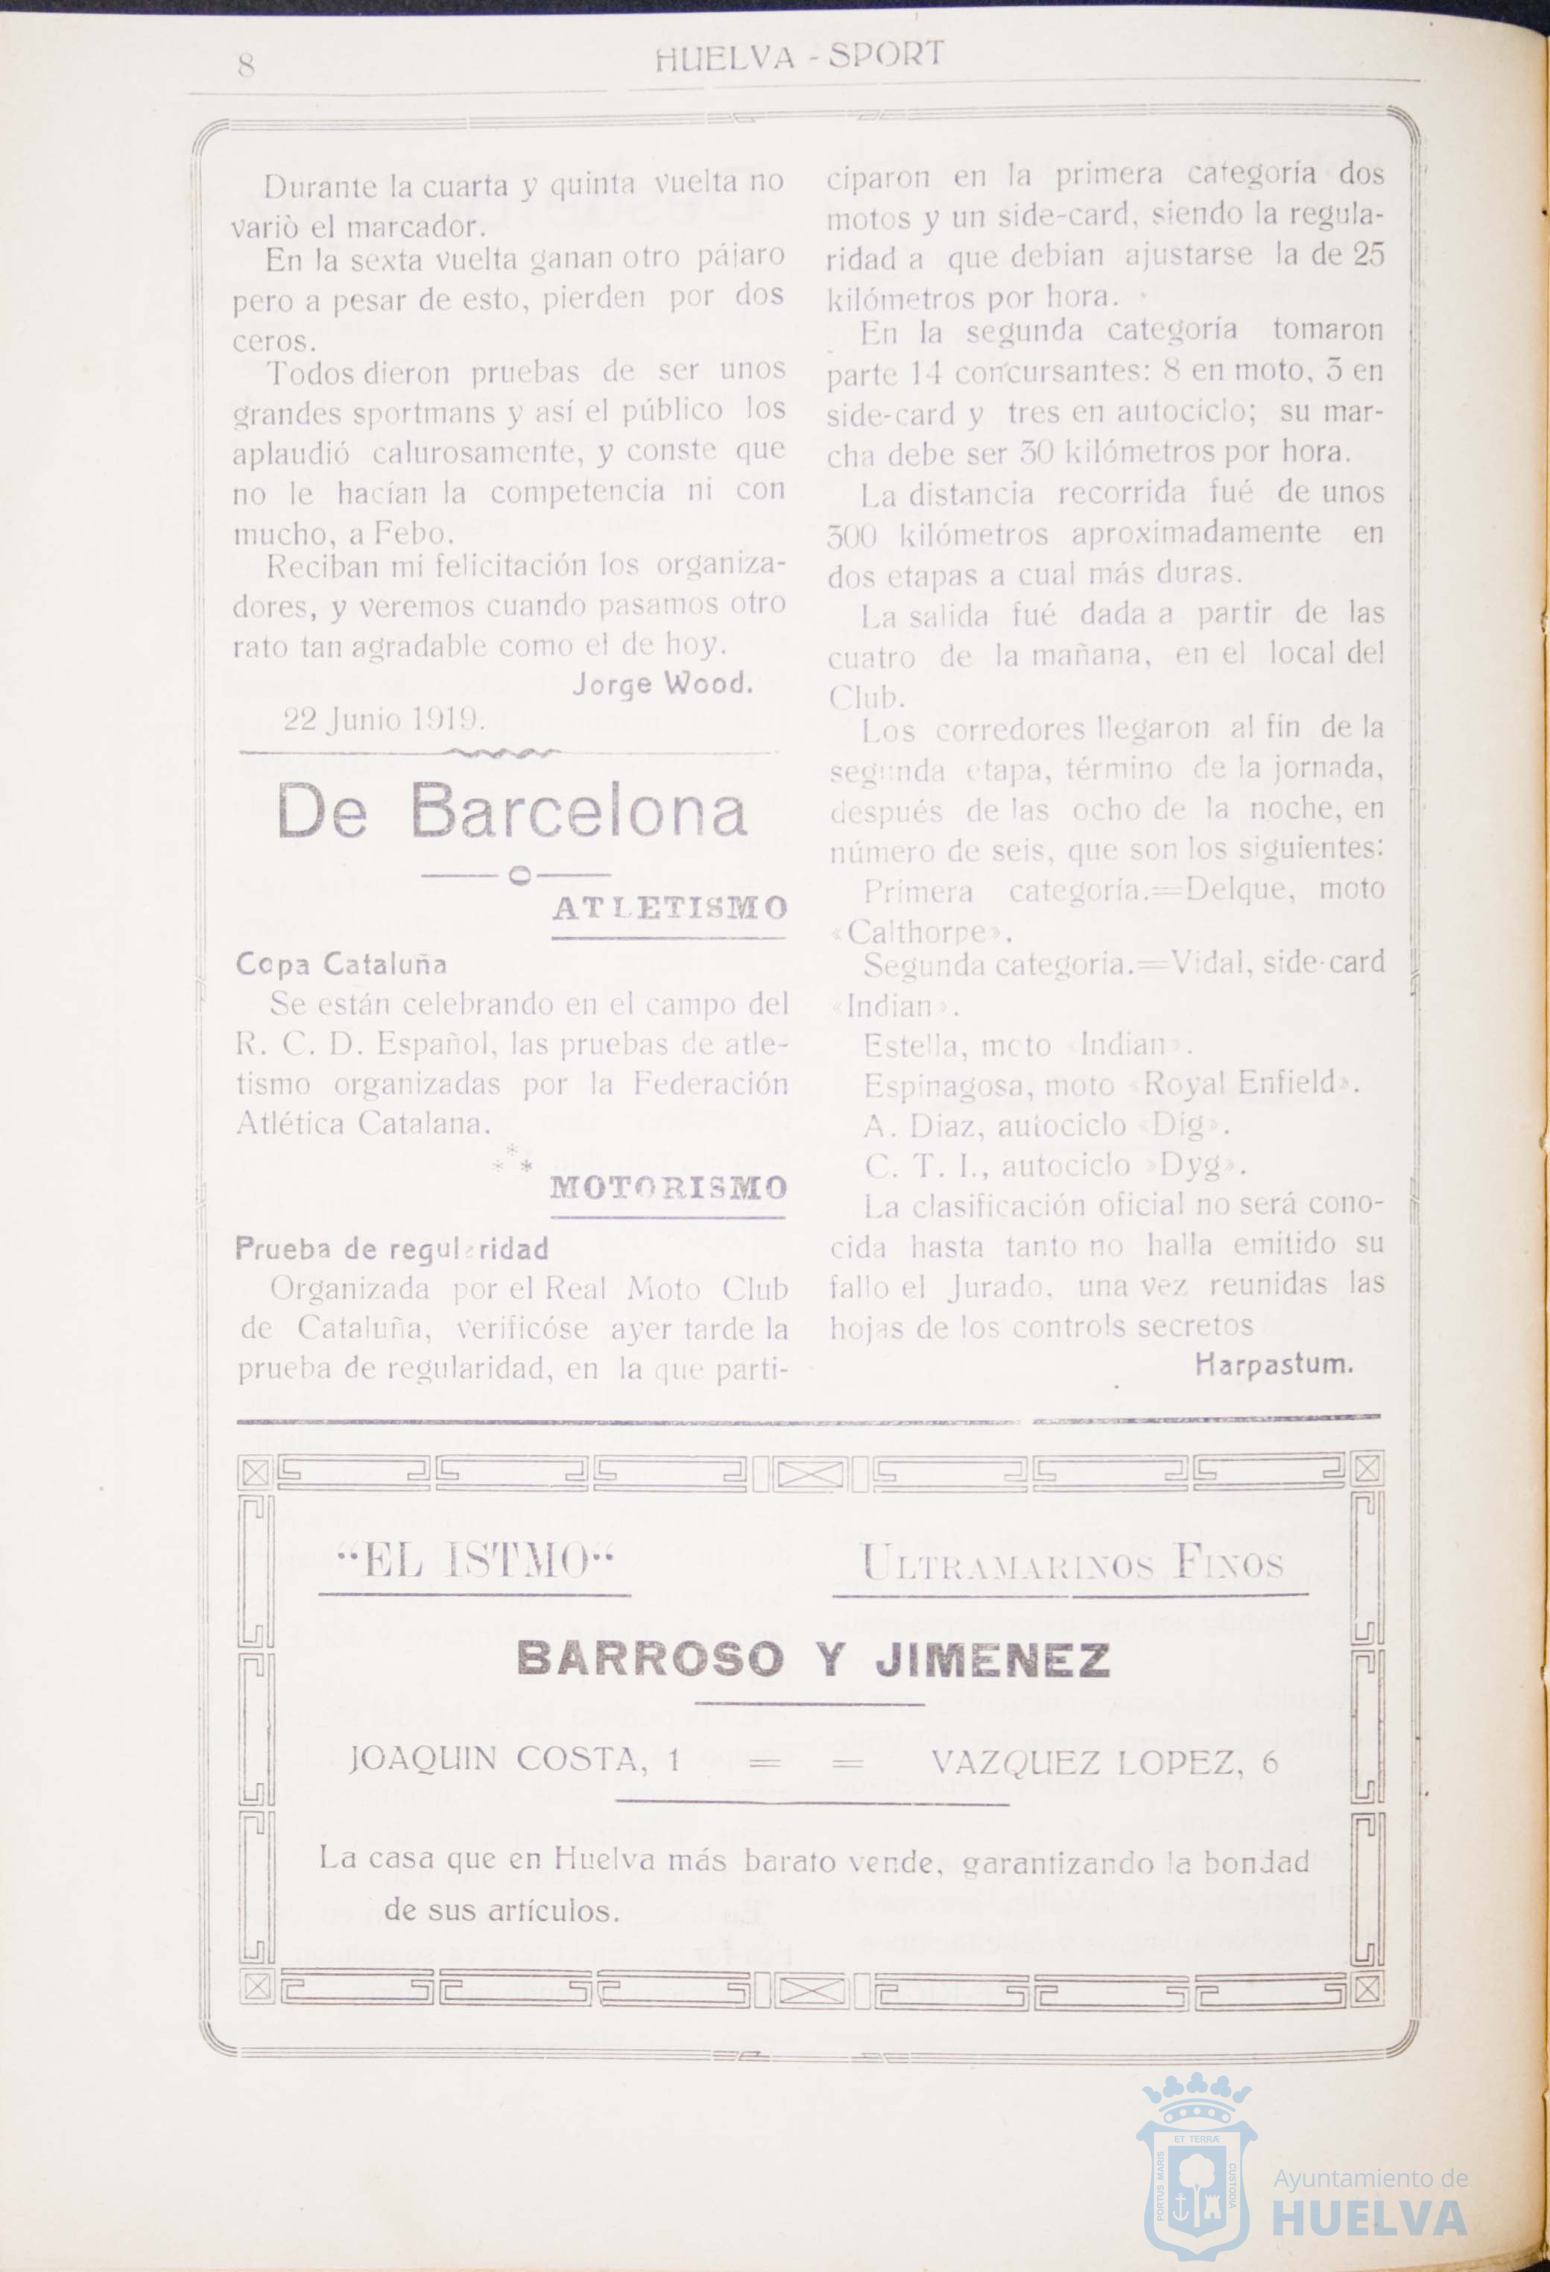 8
HUELVA - SPORT
Durante la cuarta y quinta vuelta no
variò el marcador.
En la sexta vuelta ganan otro pájaro
pero a pesar de esto, pierden por dos
ceros.
Todos dieron pruebas de ser unos
grandes sportmans y así el público los
aplaudió calurosamente, y conste que
no le hacían la competencia ni con
mucho, a Febo.
Reciban mi felicitación los organiza-
dores, y veremos cuando pasamos otro
rato tan agradable como el de hoy.
Jorge Wood.
22 Junio 1919.
De Barcelona
ATLETISMO
Copa Cataluña
Se están celebrando en el campo del
R. C. D. Español, las pruebas de atle-
tismo organizadas por la Federación
Atlética Catalana.
***
MOTORISMO
Prueba de regularidad
Organizada por el Real Moto Club
de Cataluña, verificóse ayer tarde la
prueba de regularidad, en la que parti-
ciparon en la primera categoría dos
motos y un side-card, siendo la regula-
ridad a que debían ajustarse la de 25
kilómetros por hora.
En la segunda categoría tomaron
parte 14 concursantes: 8 en moto, 3 en
side-card y tres en autociclo; su mar-
cha debe ser 30 kilómetros por hora.
La distancia recorrida fué de unos
300 kilómetros aproximadamente en
dos etapas a cual más duras.
La salida fué dada a partir de las
cuatro de la mañana, en el local del
Club.
Los corredores llegaron al fin de la
segunda etapa, término de la jornada,
después de las ocho de la noche, en
número de seis, que son los siguientes:
Primera categoría.=Delque, moto
«Calthorpe».
Segunda categoria.=Vidal, side-card
«Indian».
Estella, moto «Indian».
Espinagosa, moto «Royal Enfield».
A. Diaz, autociclo «Dig».
C. T. I., autociclo »Dyg».
La clasificación oficial no será cono-
cida hasta tanto no halla emitido su
fallo el Jurado, una vez reunidas las
hojas de los controls secretos
Harpastum.
“EL ISTMO“
ULTRAMARINOS FINOS
BARROSO Y JIMENEZ
JOAQUIN COSTA, 1 = = VAZQUEZ LOPEZ, 6
La casa que en Huelva más barato vende, garantizando la bondad
de sus artículos.
ET TERRÆ
PORTUS MARIS
CUSTODIA
Ayuntamiento de
HUELVA